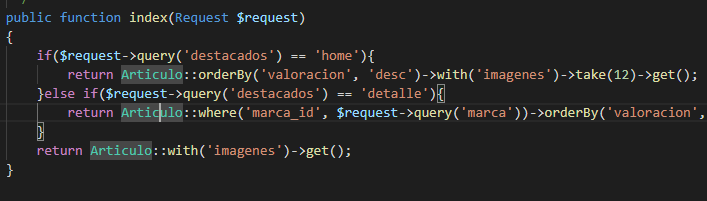 public function index(Request $request)
{
    if($request->query('destacados') == 'home'){
        return Articulo::orderBy('valoracion', 'desc')->with('imagenes')->take(12)->get();
    }else if($request->query('destacados') == 'detalle'){
        return Articulo::where('marca_id', $request->query('marca'))->orderBy('valoracion',
    }
    return Articulo::with('imagenes')->get();
}